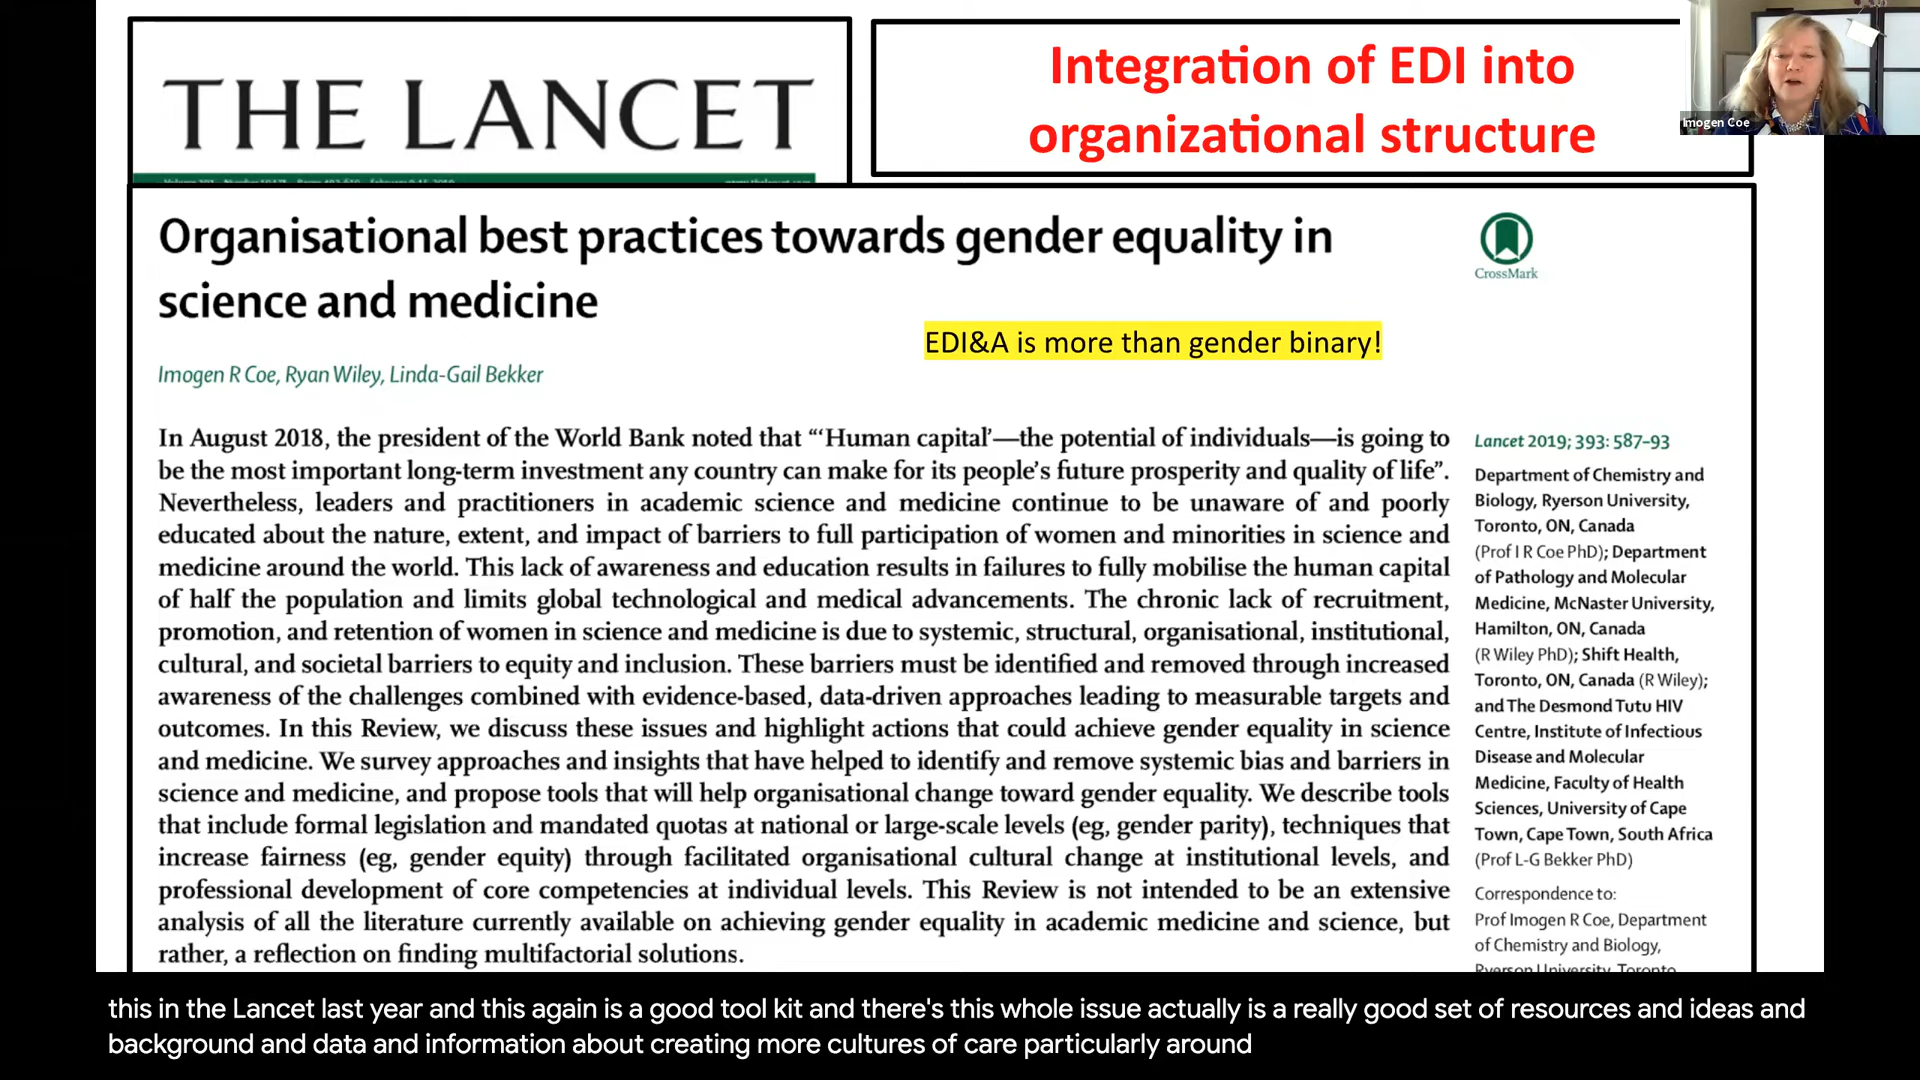 THE LANCET
Integration of EDI into
organizational structure
Imogen Coe
Organisational best practices towards gender equality in
science and medicine
CrossMark
EDI&A is more than gender binary!
Imogen R Coe, Ryan Wiley, Linda-Gail Bekker
In August 2018, the president of the World Bank noted that “‘Human capital’—the potential of individuals—is going to
be the most important long-term investment any country can make for its people’s future prosperity and quality of life”.
Nevertheless, leaders and practitioners in academic science and medicine continue to be unaware of and poorly
educated about the nature, extent, and impact of barriers to full participation of women and minorities in science and
medicine around the world. This lack of awareness and education results in failures to fully mobilise the human capital
of half the population and limits global technological and medical advancements. The chronic lack of recruitment,
promotion, and retention of women in science and medicine is due to systemic, structural, organisational, institutional,
cultural, and societal barriers to equity and inclusion. These barriers must be identified and removed through increased
awareness of the challenges combined with evidence-based, data-driven approaches leading to measurable targets and
outcomes. In this Review, we discuss these issues and highlight actions that could achieve gender equality in science
and medicine. We survey approaches and insights that have helped to identify and remove systemic bias and barriers in
science and medicine, and propose tools that will help organisational change toward gender equality. We describe tools
that include formal legislation and mandated quotas at national or large-scale levels (eg, gender parity), techniques that
increase fairness (eg, gender equity) through facilitated organisational cultural change at institutional levels, and
professional development of core competencies at individual levels. This Review is not intended to be an extensive
analysis of all the literature currently available on achieving gender equality in academic medicine and science, but
rather, a reflection on finding multifactorial solutions.
Lancet 2019; 393: 587–93
Department of Chemistry and
Biology, Ryerson University,
Toronto, ON, Canada
(Prof I R Coe PhD); Department
of Pathology and Molecular
Medicine, McNaster University,
Hamilton, ON, Canada
(R Wiley PhD); Shift Health,
Toronto, ON, Canada (R Wiley);
and The Desmond Tutu HIV
Centre, Institute of Infectious
Disease and Molecular
Medicine, Faculty of Health
Sciences, University of Cape
Town, Cape Town, South Africa
(Prof L-G Bekker PhD)
Correspondence to:
Prof Imogen R Coe, Department
of Chemistry and Biology,
Ryerson University, Toronto
this in the Lancet last year and this again is a good tool kit and there's this whole issue actually is a really good set of resources and ideas and
background and data and information about creating more cultures of care particularly around